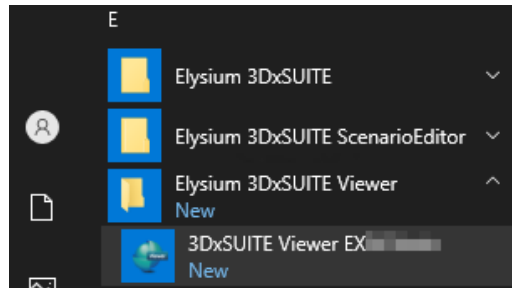 E
Elysium 3DxSUITE
Elysium 3DxSUITE ScenarioEditor
Elysium 3DxSUITE Viewer
New
3DxSUITE Viewer EX
New